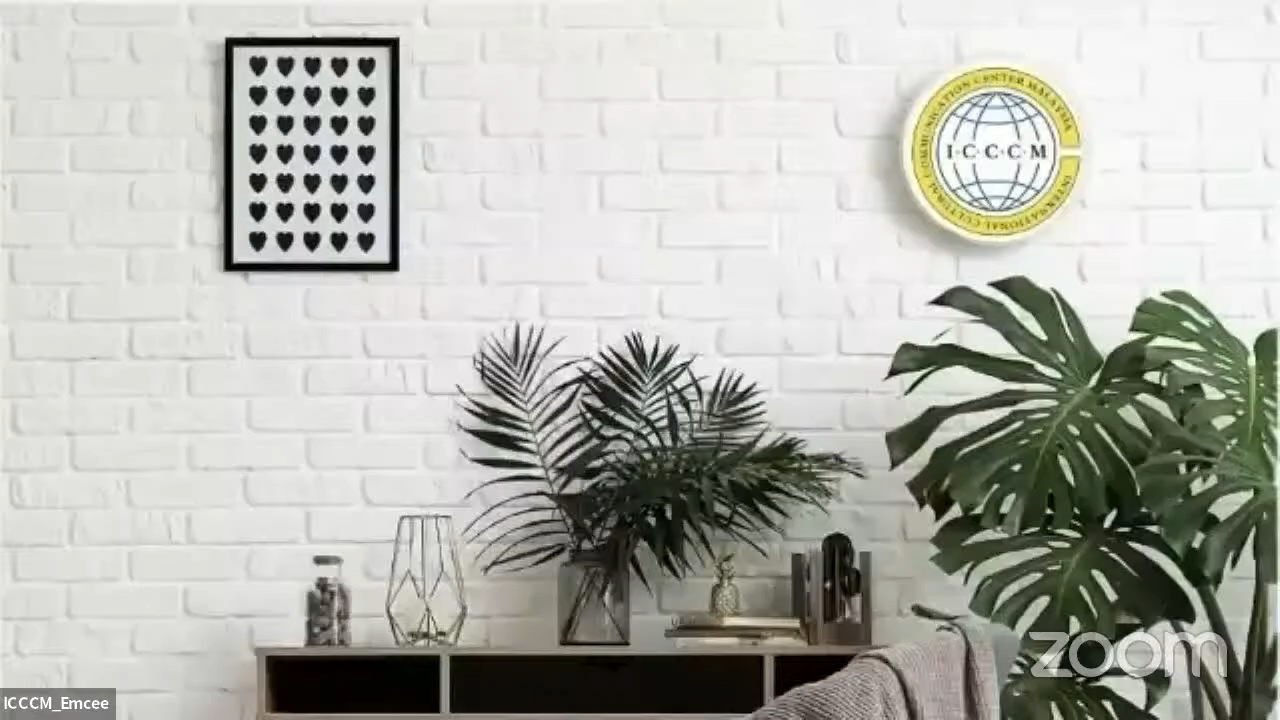 INTERNATIONAL CULTURAL COMMUNICATION CENTER MALAYSIA
I·C·C·C·M
zoom
ICCCM_Emcee